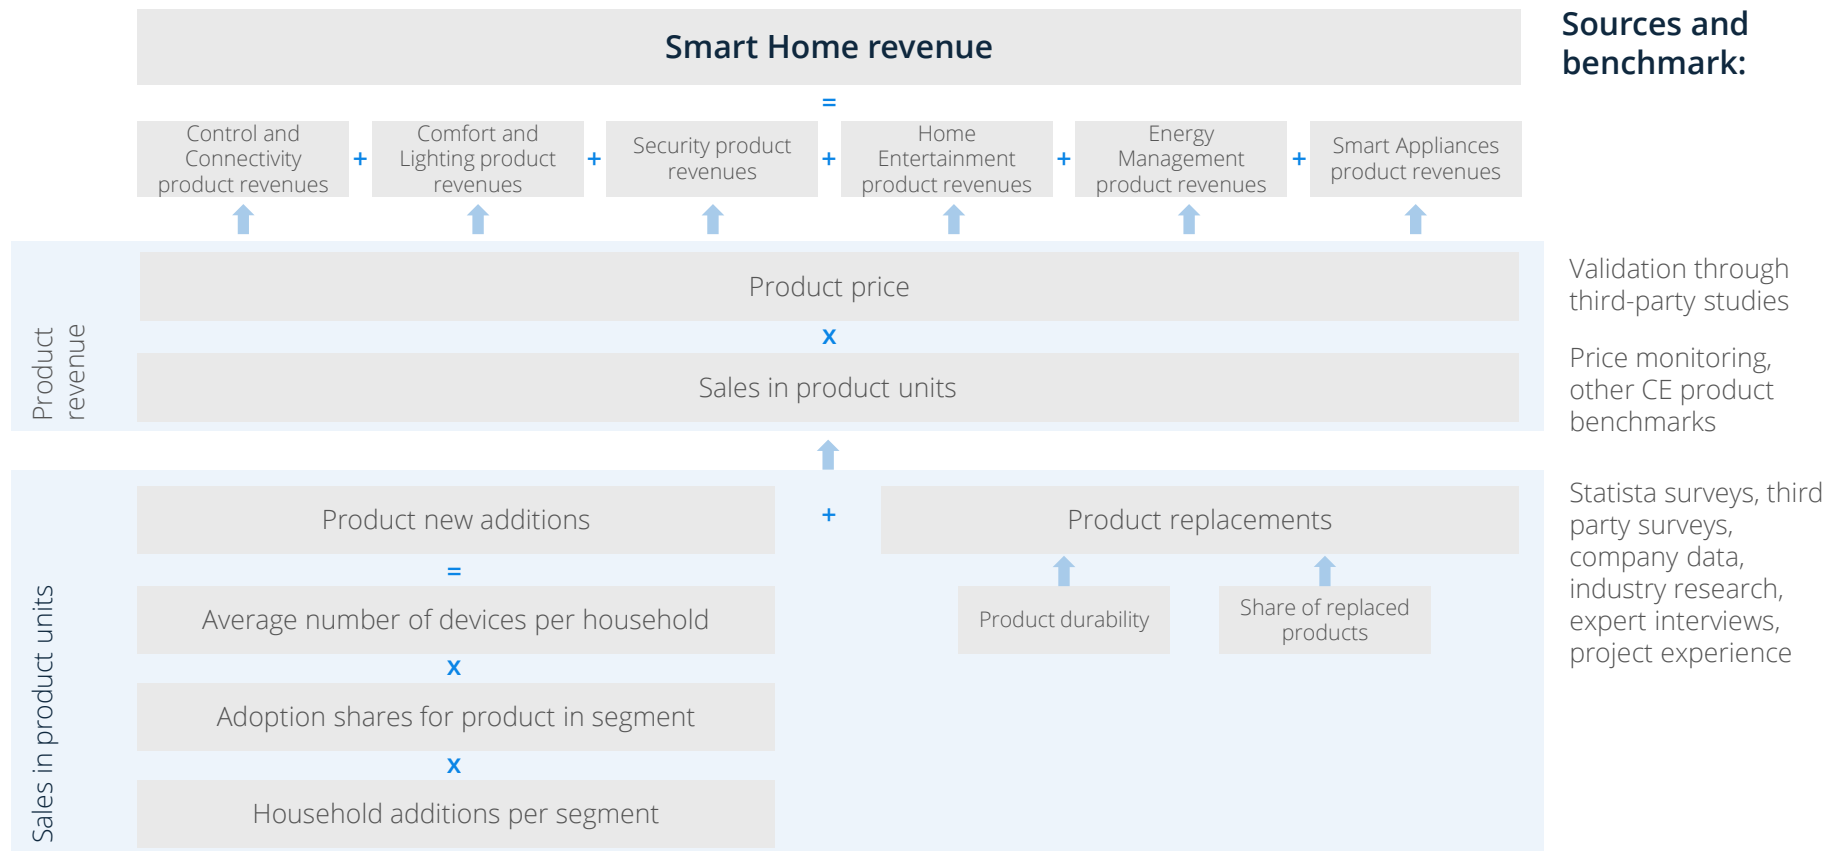 Smart Home revenue
Sources and
benchmark:
=
Control and
Connectivity
product revenues
+
Comfort and
Lighting product
revenues
+
Security product
revenues
+
Home
Entertainment
product revenues
+
Energy
Management
product revenues
+
Smart Appliances
product revenues
Product
revenue
Product price
x
Sales in product units
Validation through
third-party studies
Price monitoring,
other CE product
benchmarks
Sales in product units
Product new additions
=
Average number of devices per household
x
Adoption shares for product in segment
x
Household additions per segment
+
Product replacements
Product durability
Share of replaced
products
Statista surveys, third
party surveys,
company data,
industry research,
expert interviews,
project experience